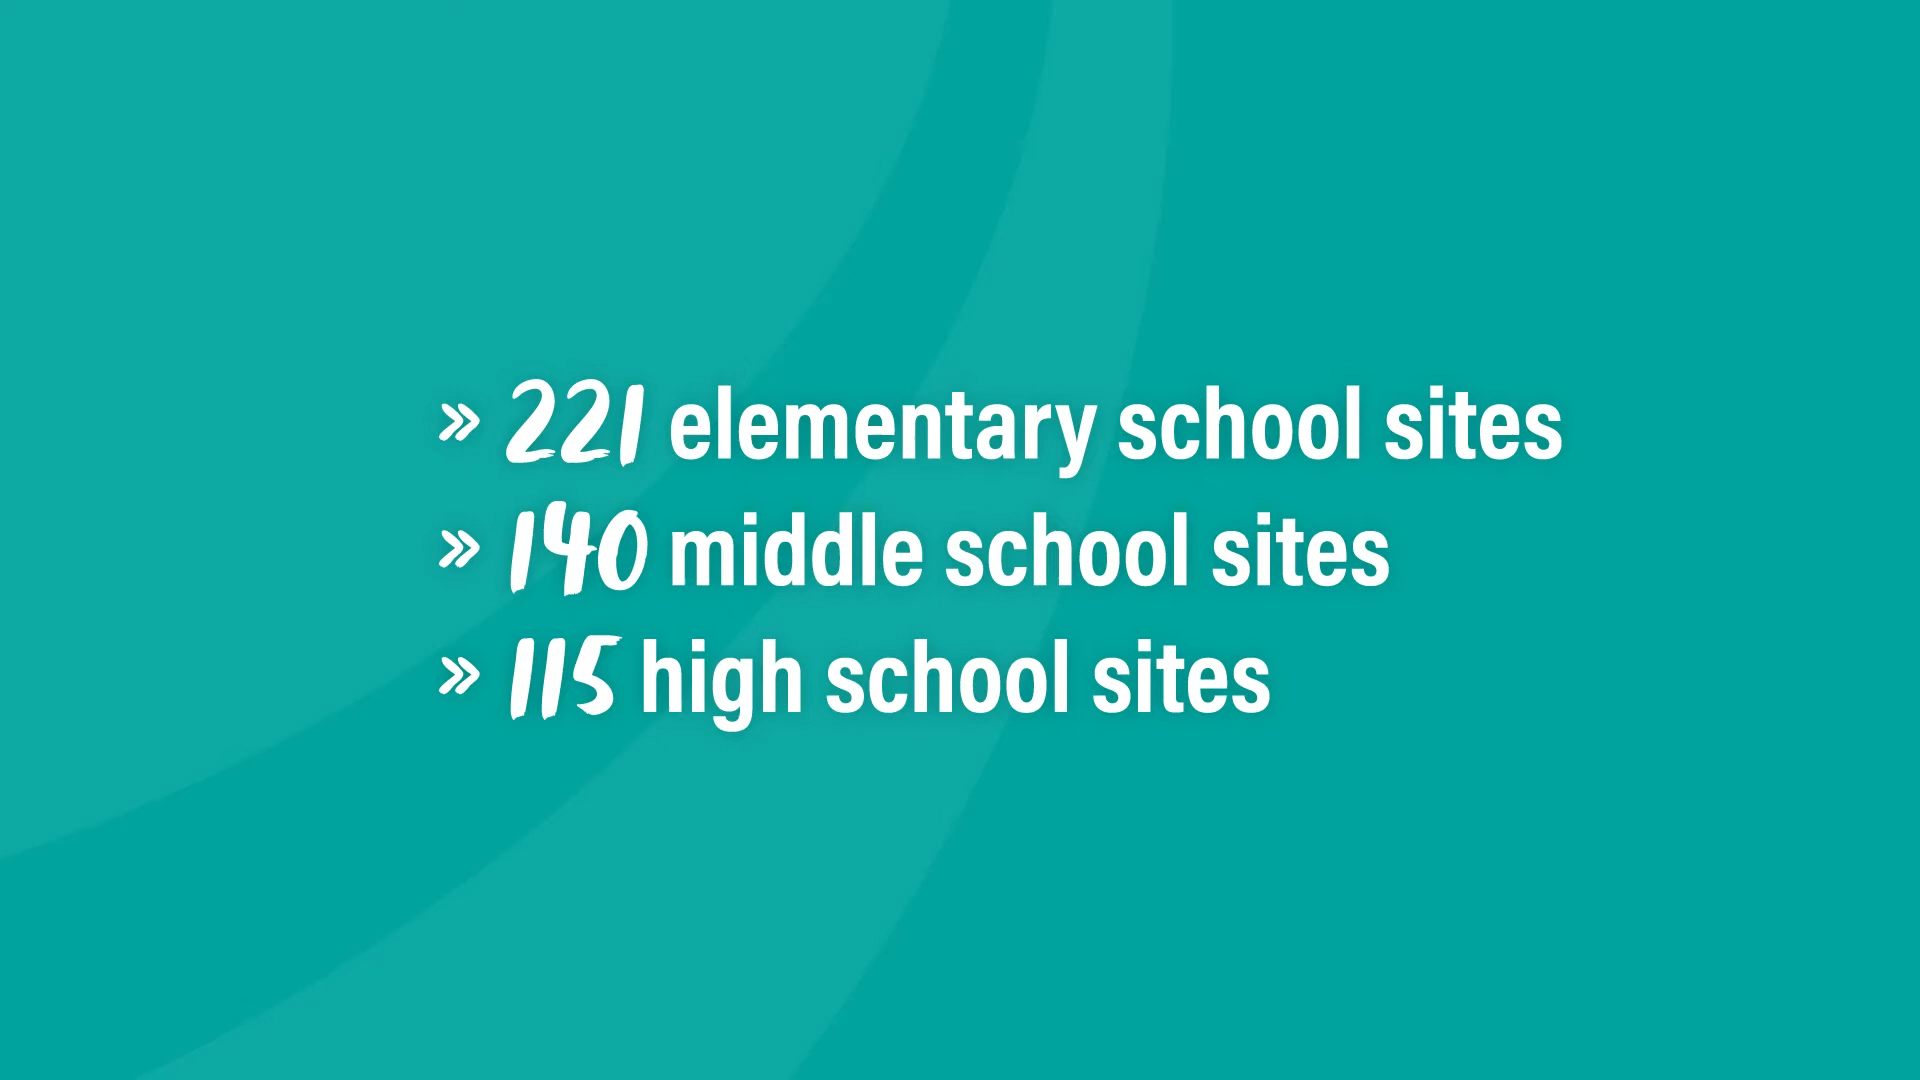 » 221 elementary school sites
» 140 middle school sites
» 115 high school sites